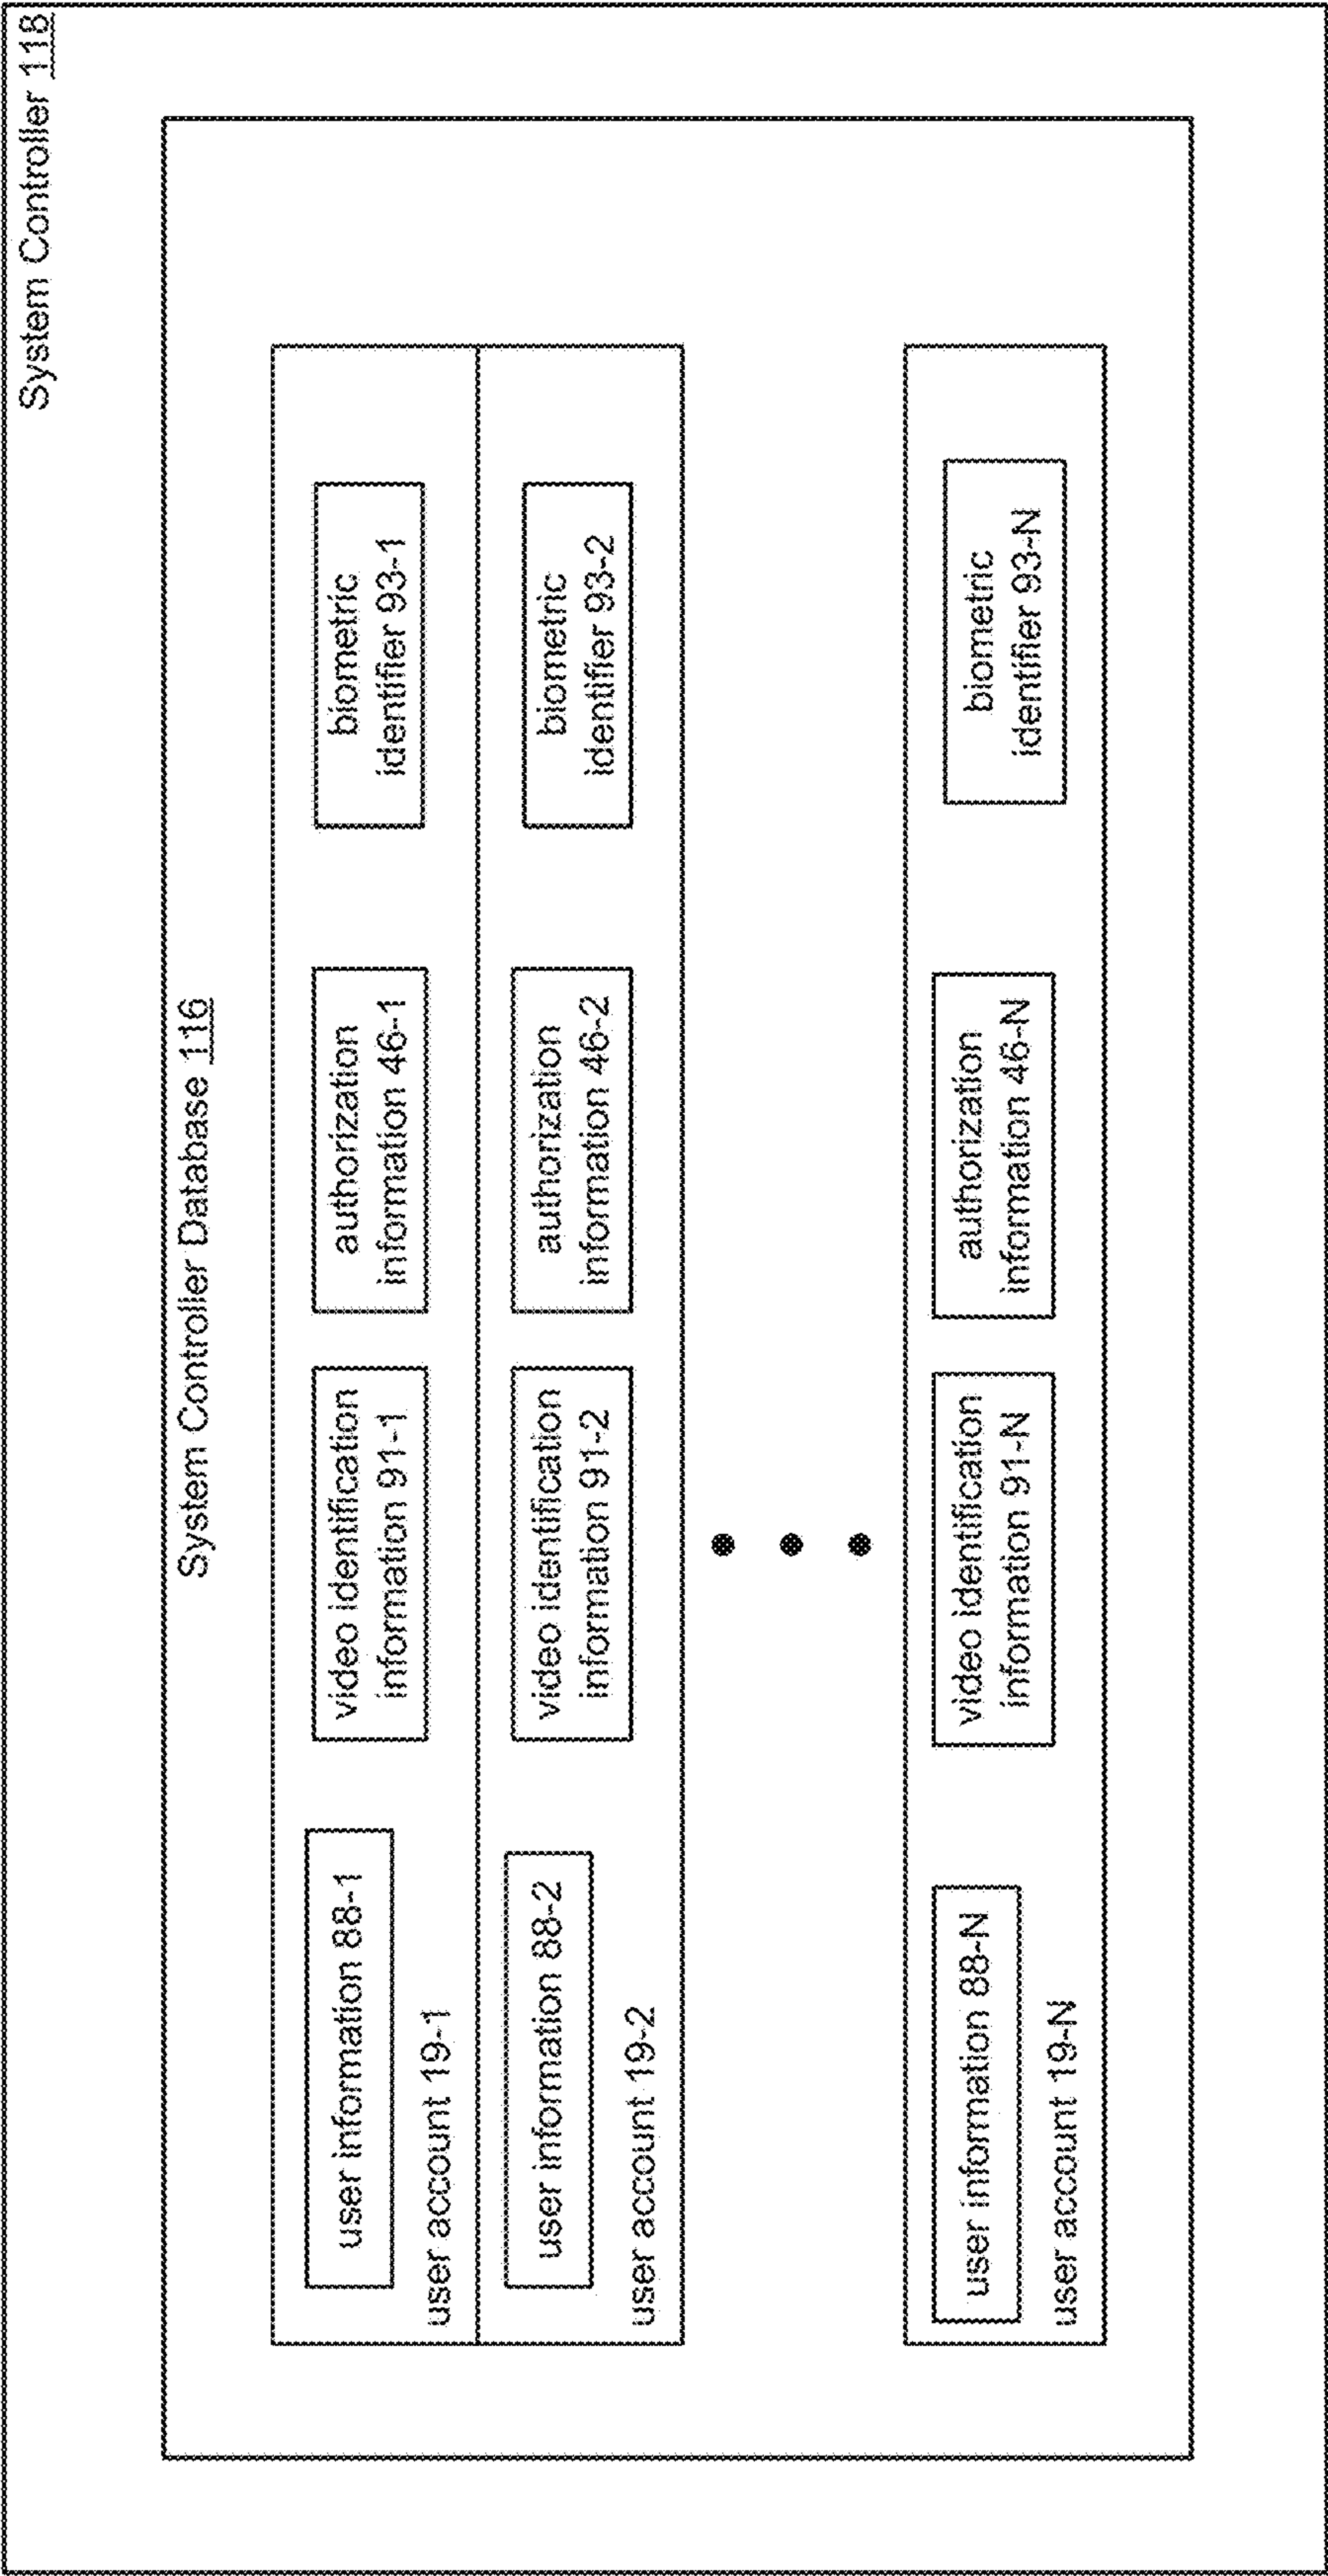 System Controller 118
System Controller Database 116
user information 88-1
video identification
information 91-1
authorization
information 46-1
biometric
identifier 93-1
user account 19-1
user information 88-2
video identification
information 91-2
authorization
information 46-2
biometric
identifier 93-2
user account 19-2
user information 88-N
video identification
information 91-N
authorization
information 46-N
biometric
identifier 93-N
user account 19-N